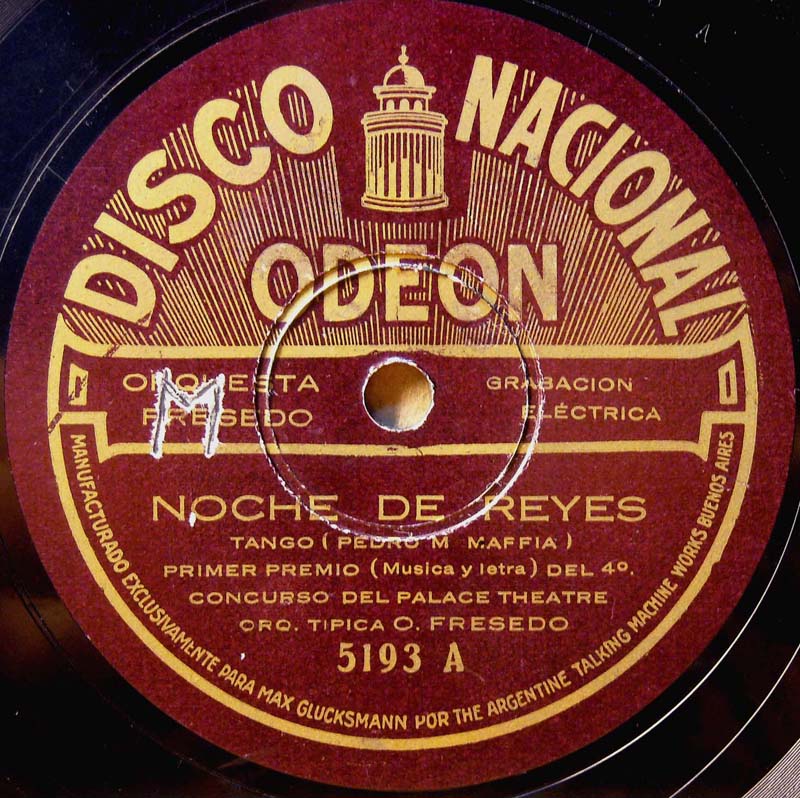 DISCO NACIONAL
ODEON
ORQUESTA
FRESEDO
M
GRABACION
ELÉCTRICA
NOCHE DE REYES
TANGO (PEDRO M MAFFIA)
PRIMER PREMIO (Musica y letra) DEL 4º.
CONCURSO DEL PALACE THEATRE
ORQ. TIPICA O. FRESEDO
5193 A
MANUFACTURADO EXCLUSIVAMENTE PARA MAX GLUCKSMANN POR THE ARGENTINE TALKING MACHINE WORKS BUENOS AIRES